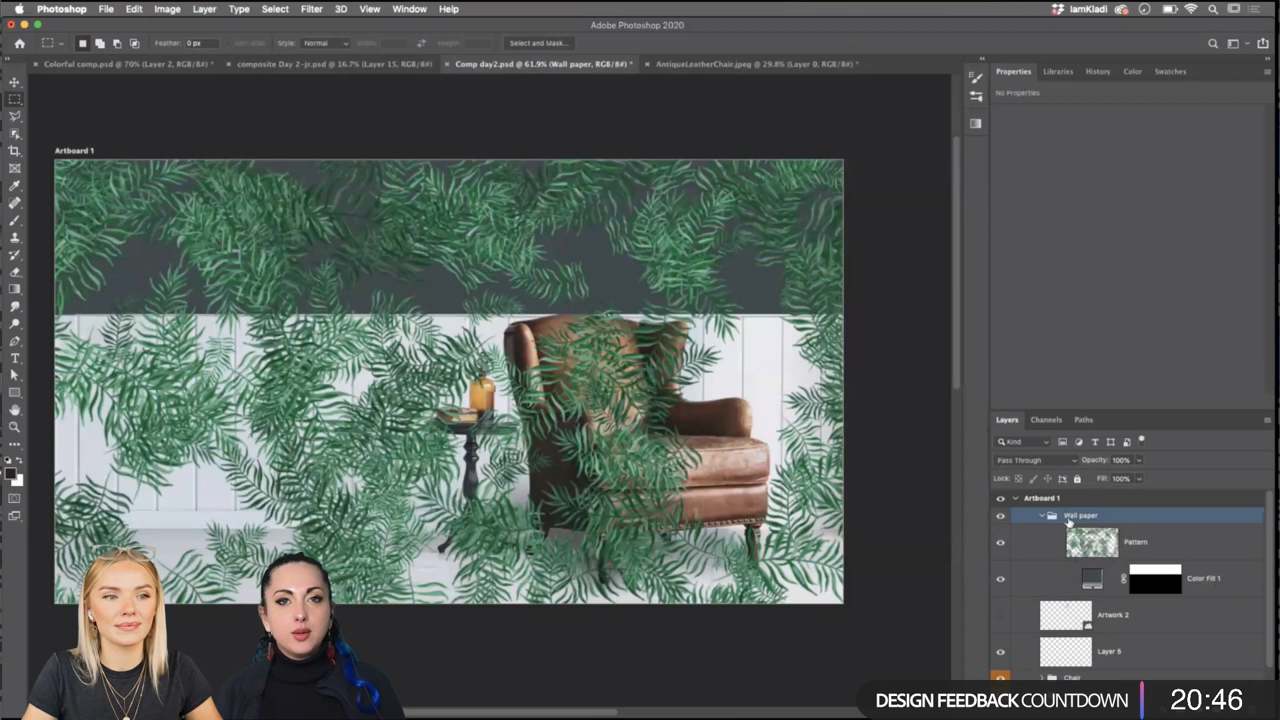 Photoshop File Edit Image Layer Type Select Filter 3D View Window Help IamKladi
Adobe Photoshop 2020
Feather: 0 px Style: Normal Select and Mask...
Colorful comp.psd @ 70% (Layer 2, RGB/8#) * composite Day 2-jr.psd @ 16.7% (Layer 15, RGB/8#) Comp day2.psd @ 61.9% (Wall paper, RGB/8#) * AntiqueLeatherChair.jpeg @ 29.8% (Layer 0, RGB/8#) *
Properties Libraries History Color Swatches
No Properties
Artboard 1
Layers Channels Paths
Kind
Pass Through Opacity: 100%
Lock: Fill: 100%
Artboard 1
Wall paper
Pattern
Color Fill 1
Artwork 2
Layer 5
Chair
DESIGN FEEDBACK COUNTDOWN 20:46